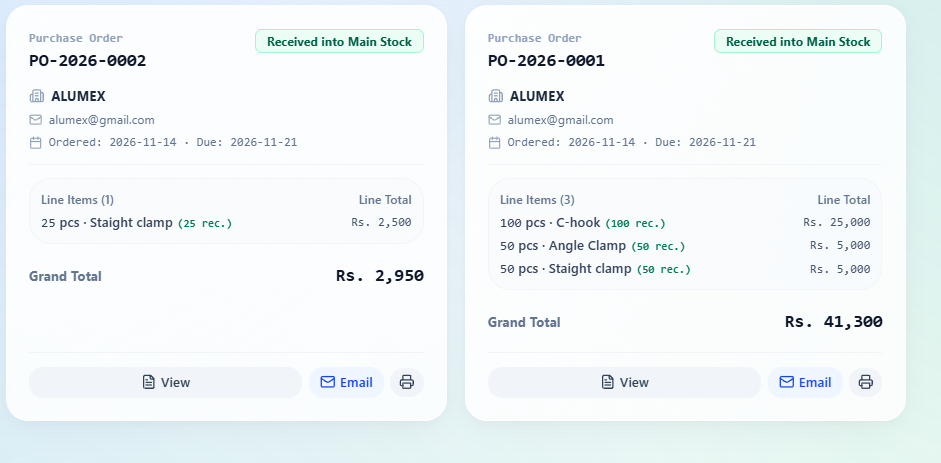 Purchase Order
Received into Main Stock
PO-2026-0002
ALUMEX
alumex@gmail.com
Ordered: 2026-11-14 · Due: 2026-11-21
Line Items (1) Line Total
25 pcs · Staight clamp (25 rec.) Rs. 2,500
Grand Total Rs. 2,950
View Email
Purchase Order
Received into Main Stock
PO-2026-0001
ALUMEX
alumex@gmail.com
Ordered: 2026-11-14 · Due: 2026-11-21
Line Items (3) Line Total
100 pcs · C-hook (100 rec.) Rs. 25,000
50 pcs · Angle Clamp (50 rec.) Rs. 5,000
50 pcs · Staight clamp (50 rec.) Rs. 5,000
Grand Total Rs. 41,300
View Email